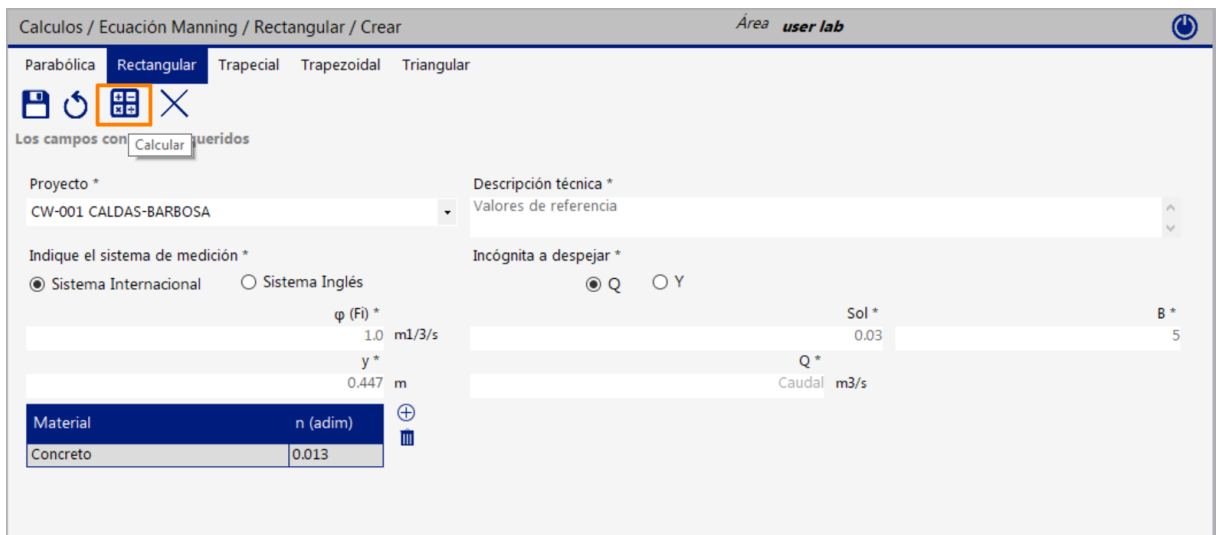 Calculos / Ecuación Manning / Rectangular / Crear Área user lab
Parabólica Rectangular Trapecial Trapezoidal Triangular
Los campos con queridos
Calcular
Proyecto * Descripción técnica *
CW-001 CALDAS-BARBOSA Valores de referencia
Indique el sistema de medición * Incógnita a despejar *
Sistema Internacional Sistema Inglés Q Y
φ (Fi) * Sol * B *
1.0 m1/3/s 0.03 5
y * Q *
0.447 m Caudal m3/s
Material n (adim)
Concreto 0.013